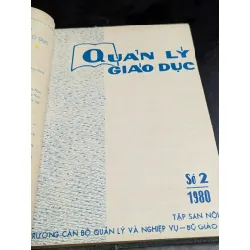 QUẢN LÝ
GIÁO DỤC
Số 2
1980
TẬP SAN NỘI
TRƯỜNG CÁN BỘ QUẢN LÝ VÀ NGHIỆP VỤ – BỘ GIÁO